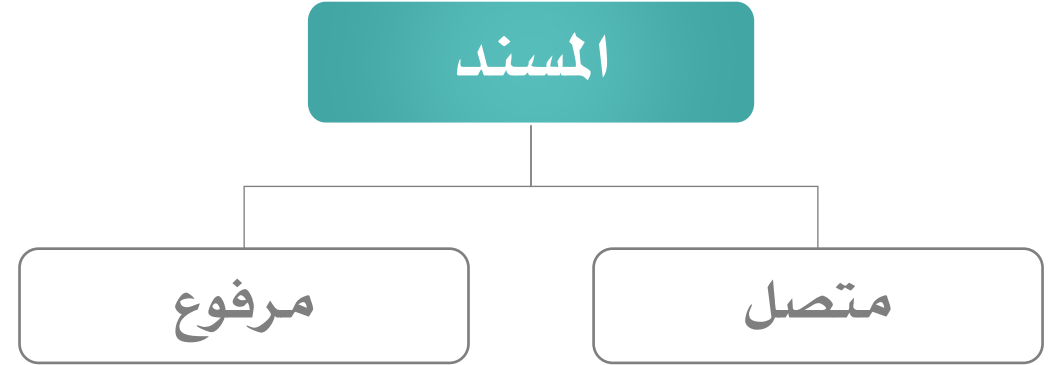 المسند
متصل
مرفوع